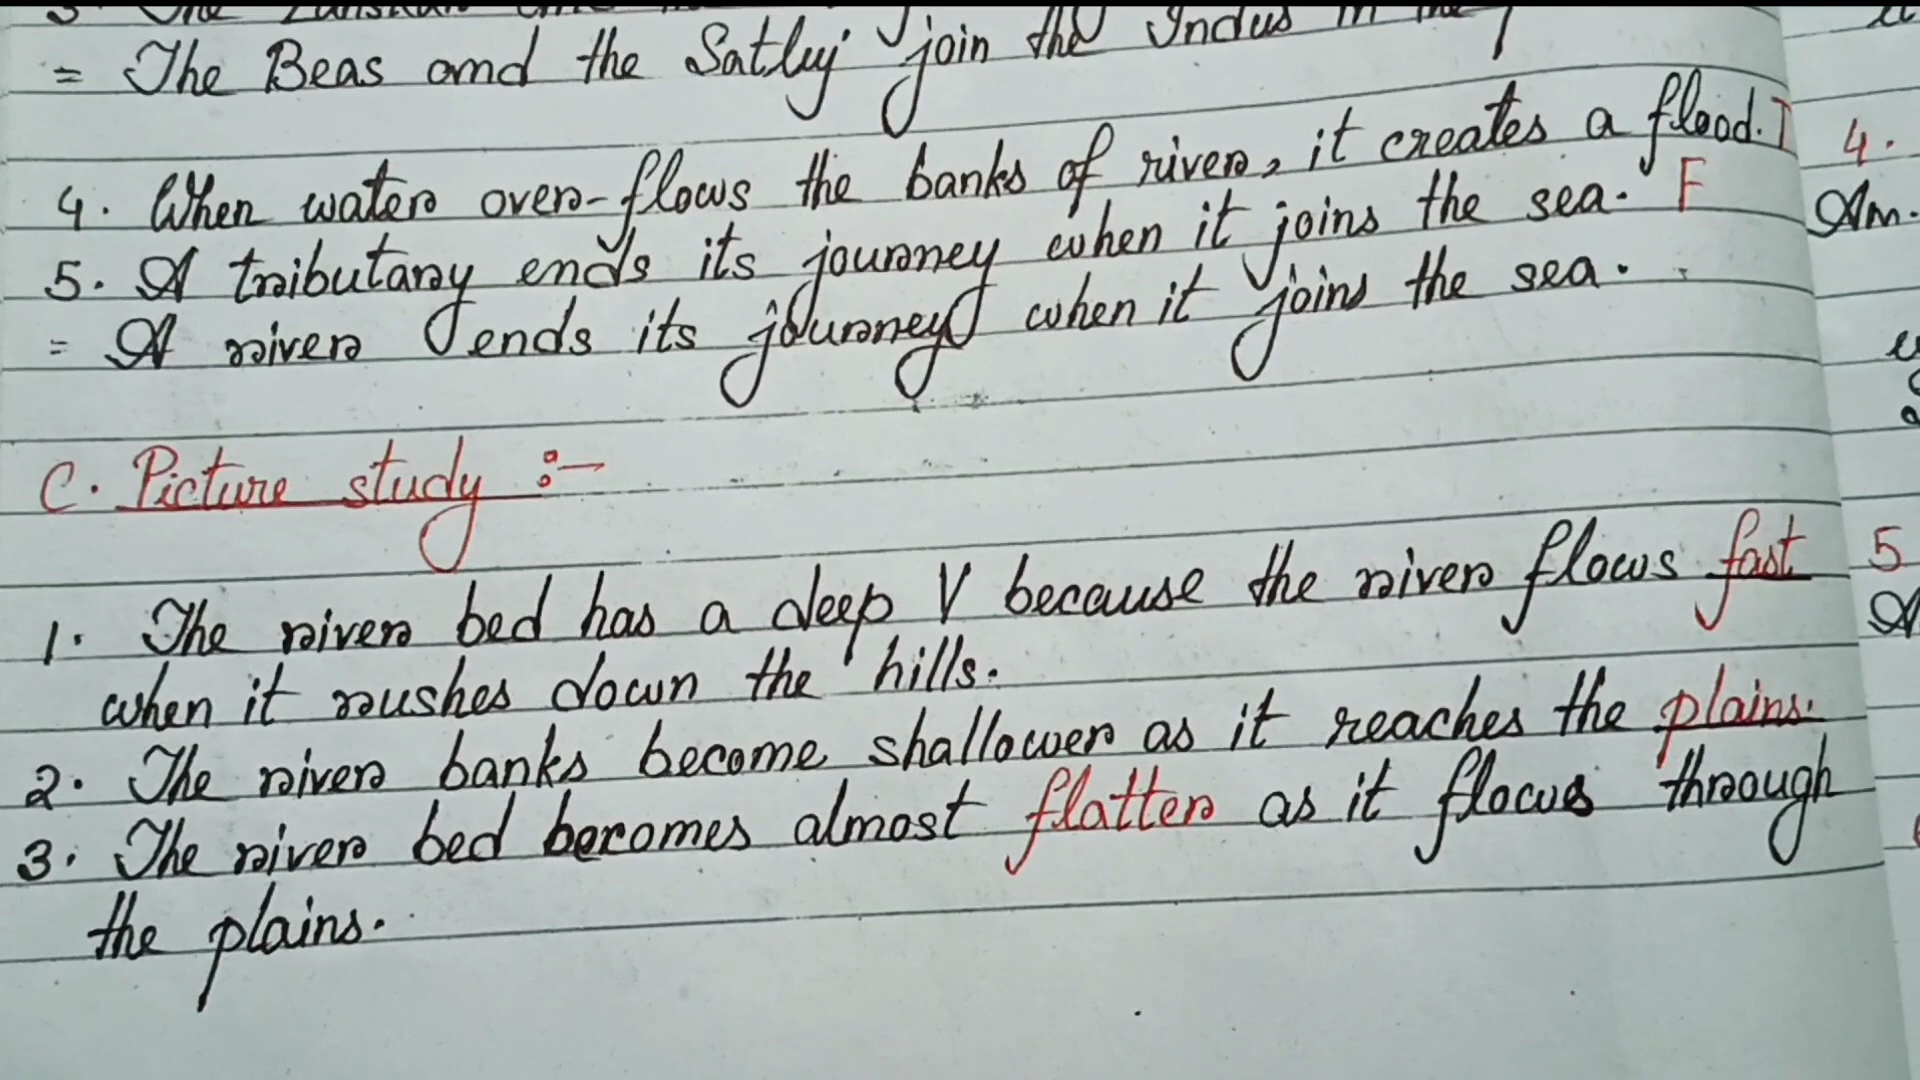 = The Beas and the Satluj join the Indus in the
4. When water over-flows the banks of river, it creates a flood. T
5. A tributary ends its journey when it joins the sea. F
= A river ends its journey when it joins the sea.
C. Picture study :-
1. The river bed has a deep V because the river flows fast
when it rushes down the hills.
2. The river banks become shallower as it reaches the plains.
3. The river bed becomes almost flatter as it flows through
the plains.
4.
Am.
5